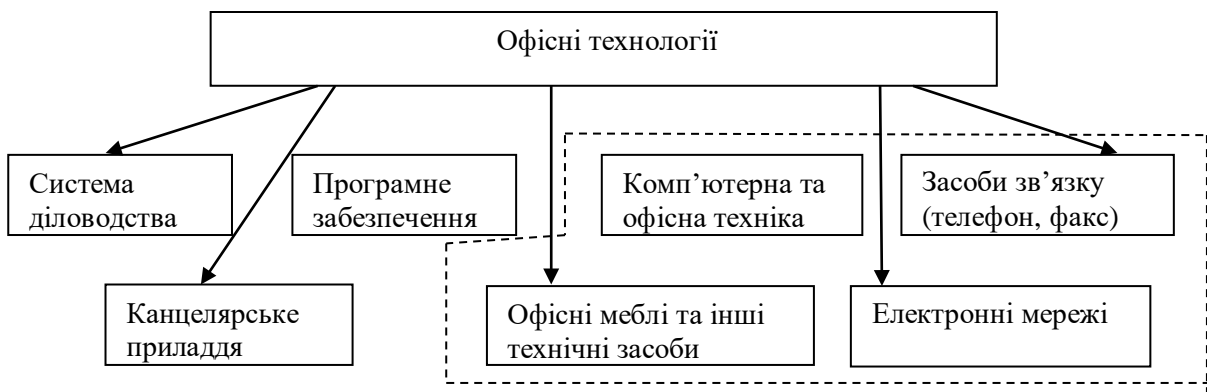 Офісні технології
Система
діловодства
Програмне
забезпечення
Комп’ютерна та
офісна техніка
Засоби зв’язку
(телефон, факс)
Канцелярське
приладдя
Офісні меблі та інші
технічні засоби
Електронні мережі